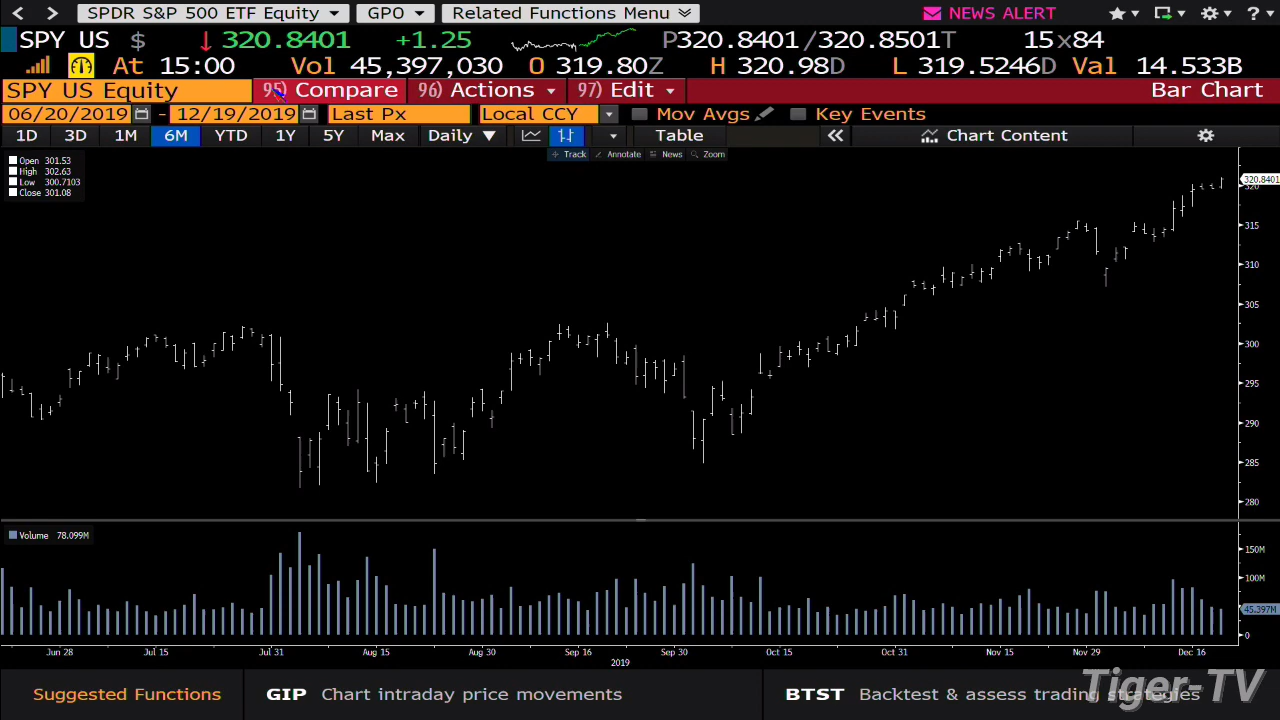 SPDR S&P 500 ETF Equity GPO Related Functions Menu NEWS ALERT ?
SPY US $ ↓ 320.8401 +1.25 P320.8401/320.8501T 15x84
At 15:00 Vol 45,397,030 O 319.80Z H 320.98D L 319.5246D Val 14.533B
SPY US Equity 95) Compare 96) Actions 97) Edit Bar Chart
06/20/2019 - 12/19/2019 Last Px Local CCY Mov Avgs Key Events
1D 3D 1M 6M YTD 1Y 5Y Max Daily ▼ Table « Chart Content
Track Annotate News Zoom
Open 301.53
High 302.63
Low 300.7103
Close 301.08
320.8401
320
315
310
305
300
295
290
285
280
Volume 78.099M
150M
100M
45.397M
0
Jun 28 Jul 15 Jul 31 Aug 15 Aug 30 Sep 16 Sep 30 Oct 15 Oct 31 Nov 15 Nov 29 Dec 16
2019
Suggested Functions GIP Chart intraday price movements BTST Backtest & assess trading strategies
Tiger-TV